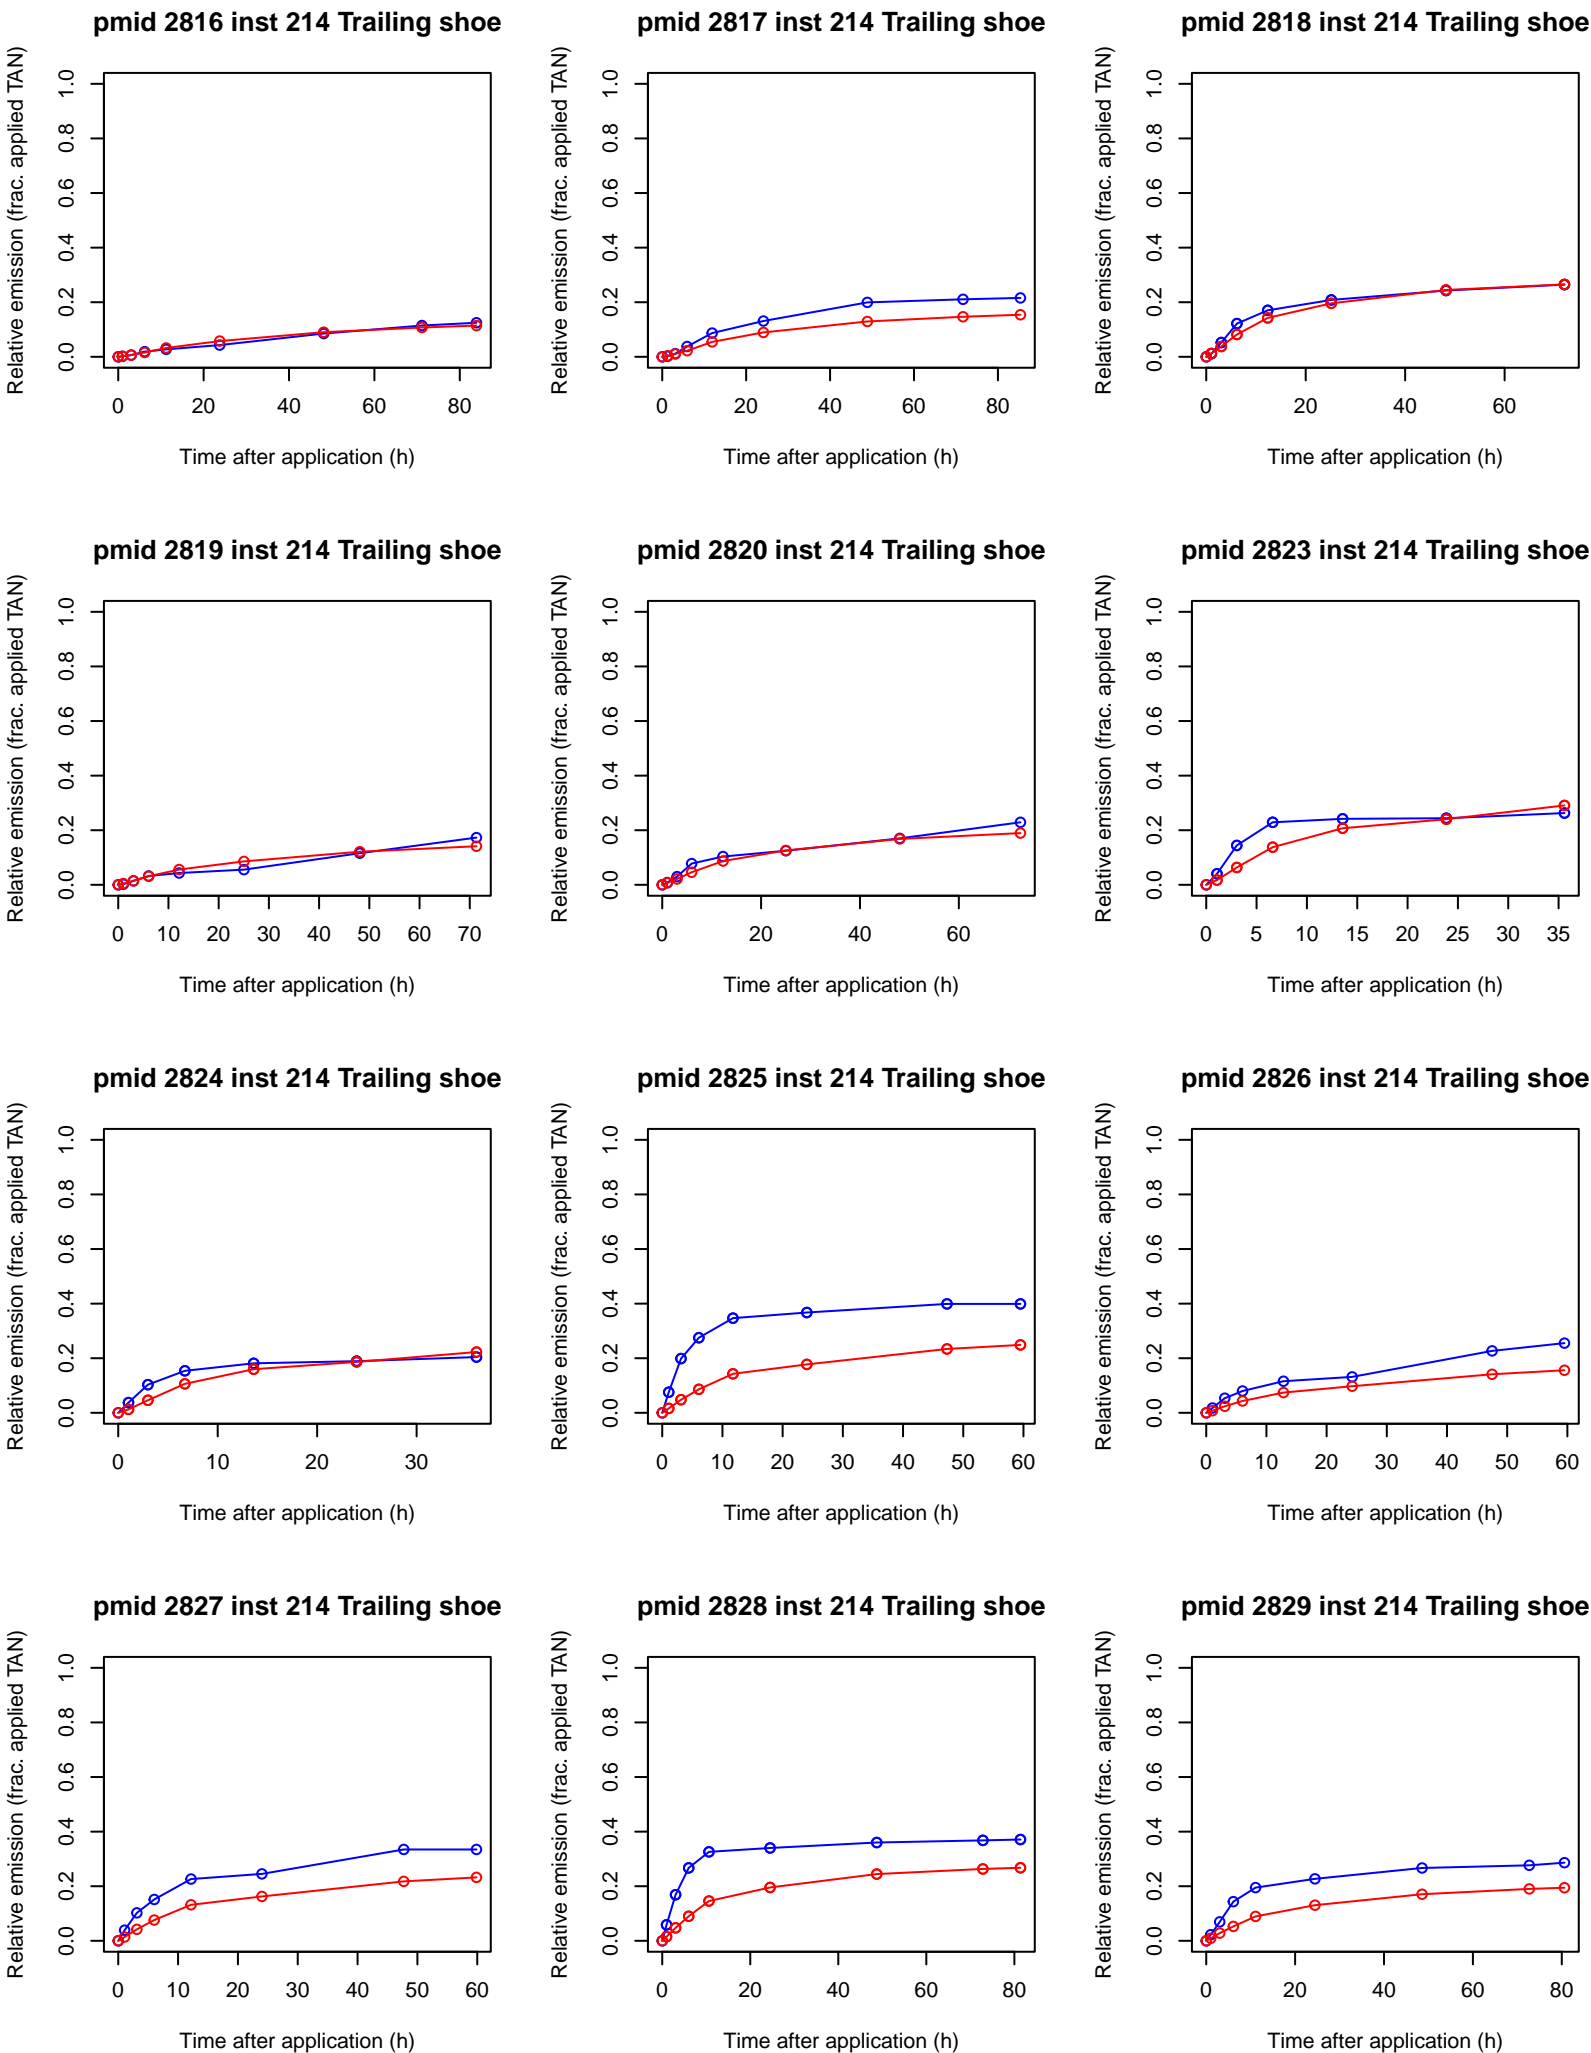 pmid 2816 inst 214 Trailing shoe
Relative emission (frac. applied TAN)
1.0
0.8
0.6
0.4
0.2
0.0
0 20 40 60 80
Time after application (h)
pmid 2817 inst 214 Trailing shoe
Relative emission (frac. applied TAN)
1.0
0.8
0.6
0.4
0.2
0.0
0 20 40 60 80
Time after application (h)
pmid 2818 inst 214 Trailing shoe
Relative emission (frac. applied TAN)
1.0
0.8
0.6
0.4
0.2
0.0
0 20 40 60
Time after application (h)
pmid 2819 inst 214 Trailing shoe
Relative emission (frac. applied TAN)
1.0
0.8
0.6
0.4
0.2
0.0
0 10 20 30 40 50 60 70
Time after application (h)
pmid 2820 inst 214 Trailing shoe
Relative emission (frac. applied TAN)
1.0
0.8
0.6
0.4
0.2
0.0
0 20 40 60
Time after application (h)
pmid 2823 inst 214 Trailing shoe
Relative emission (frac. applied TAN)
1.0
0.8
0.6
0.4
0.2
0.0
0 5 10 15 20 25 30 35
Time after application (h)
pmid 2824 inst 214 Trailing shoe
Relative emission (frac. applied TAN)
1.0
0.8
0.6
0.4
0.2
0.0
0 10 20 30
Time after application (h)
pmid 2825 inst 214 Trailing shoe
Relative emission (frac. applied TAN)
1.0
0.8
0.6
0.4
0.2
0.0
0 10 20 30 40 50 60
Time after application (h)
pmid 2826 inst 214 Trailing shoe
Relative emission (frac. applied TAN)
1.0
0.8
0.6
0.4
0.2
0.0
0 10 20 30 40 50 60
Time after application (h)
pmid 2827 inst 214 Trailing shoe
Relative emission (frac. applied TAN)
1.0
0.8
0.6
0.4
0.2
0.0
0 10 20 30 40 50 60
Time after application (h)
pmid 2828 inst 214 Trailing shoe
Relative emission (frac. applied TAN)
1.0
0.8
0.6
0.4
0.2
0.0
0 20 40 60 80
Time after application (h)
pmid 2829 inst 214 Trailing shoe
Relative emission (frac. applied TAN)
1.0
0.8
0.6
0.4
0.2
0.0
0 20 40 60 80
Time after application (h)